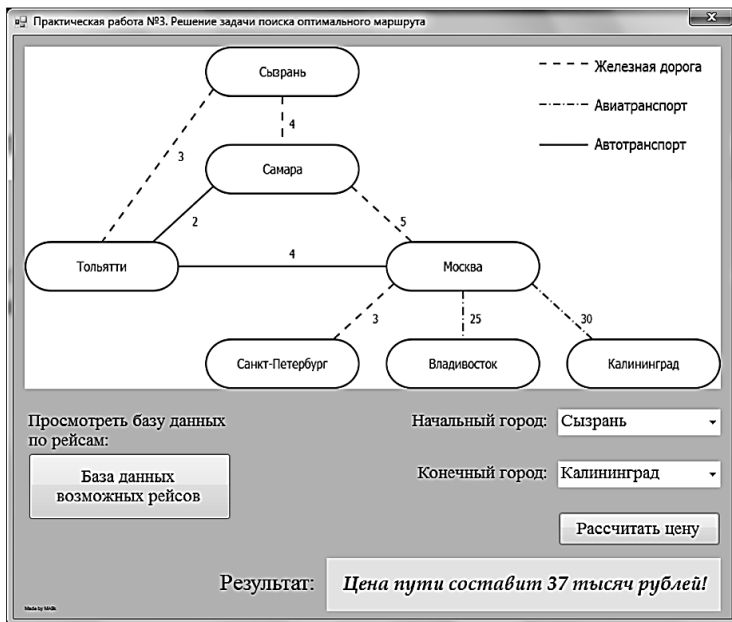 Практическая работа №3. Решение задачи поиска оптимального маршрута
Сызрань
Железная дорога
Авиатранспорт
Автотранспорт
4
3
Самара
2
5
4
Тольятти
Москва
3
25
30
Санкт-Петербург
Владивосток
Калининград
Просмотреть базу данных
по рейсам:
База данных
возможных рейсов
Начальный город:
Сызрань
Конечный город:
Калининград
Рассчитать цену
Результат:
Цена пути составит 37 тысяч рублей!